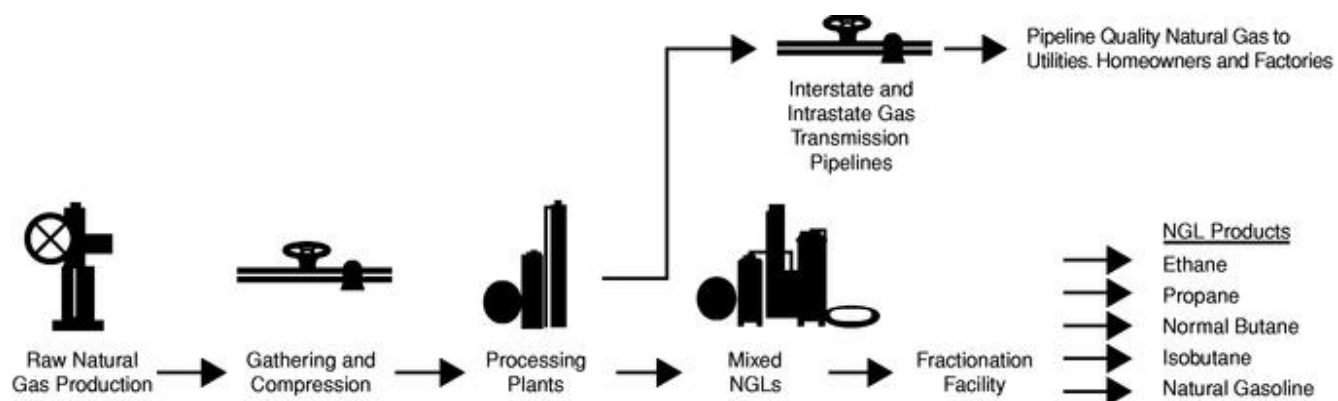 Pipeline Quality Natural Gas to
Utilities. Homeowners and Factories
Interstate and
Intrastate Gas
Transmission
Pipelines
Raw Natural
Gas Production
Gathering and
Compression
Processing
Plants
Mixed
NGLs
Fractionation
Facility
NGL Products
Ethane
Propane
Normal Butane
Isobutane
Natural Gasoline